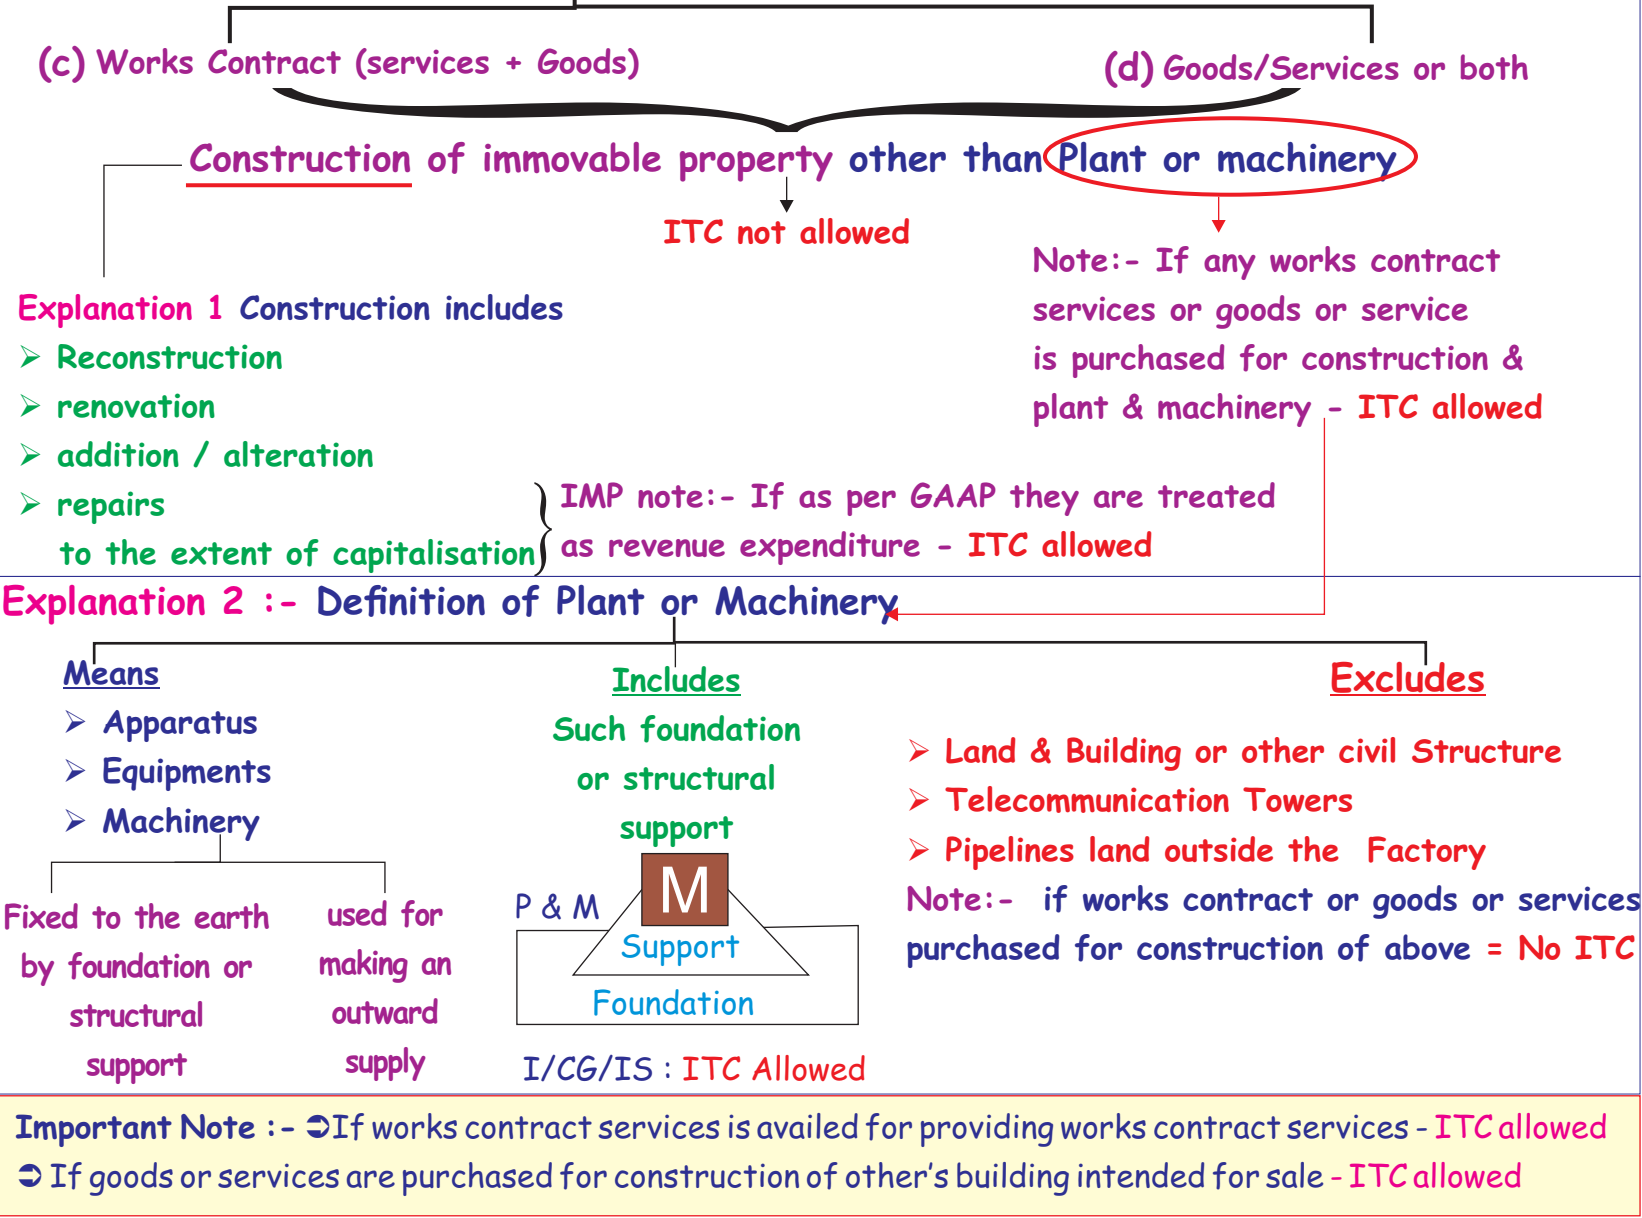 (c) Works Contract (services + Goods)
(d) Goods/Services or both
Construction of immovable property other than Plant or machinery
ITC not allowed
Note:- If any works contract
services or goods or service
is purchased for construction &
plant & machinery - ITC allowed
Explanation 1 Construction includes
➢ Reconstruction
➢ renovation
➢ addition / alteration
➢ repairs
to the extent of capitalisation
IMP note:- If as per GAAP they are treated
as revenue expenditure - ITC allowed
Explanation 2 :- Definition of Plant or Machinery
Means
➢ Apparatus
➢ Equipments
➢ Machinery
Fixed to the earth
by foundation or
structural
support
used for
making an
outward
supply
Includes
Such foundation
or structural
support
M
P & M
Support
Foundation
I/CG/IS : ITC Allowed
Excludes
➢ Land & Building or other civil Structure
➢ Telecommunication Towers
➢ Pipelines land outside the Factory
Note:- if works contract or goods or services
purchased for construction of above = No ITC
Important Note :- ➲If works contract services is availed for providing works contract services - ITC allowed
➲ If goods or services are purchased for construction of other's building intended for sale - ITC allowed